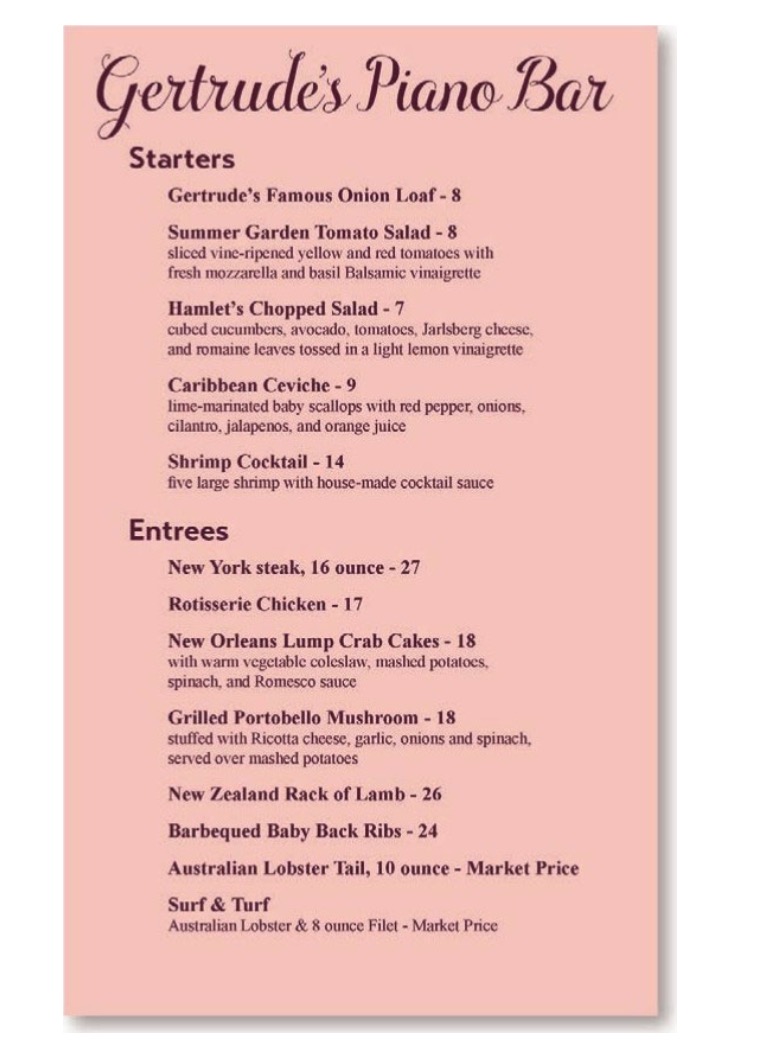 Gertrude's Piano Bar
Starters
Gertrude's Famous Onion Loaf - 8
Summer Garden Tomato Salad - 8
sliced vine-ripened yellow and red tomatoes with
fresh mozzarella and basil Balsamic vinaigrette
Hamlet's Chopped Salad - 7
cubed cucumbers, avocado, tomatoes, Jarlsberg cheese,
and romaine leaves tossed in a light lemon vinaigrette
Caribbean Ceviche - 9
lime-marinated baby scallops with red pepper, onions,
cilantro, jalapenos, and orange juice
Shrimp Cocktail - 14
five large shrimp with house-made cocktail sauce
Entrees
New York steak, 16 ounce - 27
Rotisserie Chicken - 17
New Orleans Lump Crab Cakes - 18
with warm vegetable coleslaw, mashed potatoes,
spinach, and Romesco sauce
Grilled Portobello Mushroom - 18
stuffed with Ricotta cheese, garlic, onions and spinach,
served over mashed potatoes
New Zealand Rack of Lamb - 26
Barbequed Baby Back Ribs - 24
Australian Lobster Tail, 10 ounce - Market Price
Surf & Turf
Australian Lobster & 8 ounce Filet - Market Price